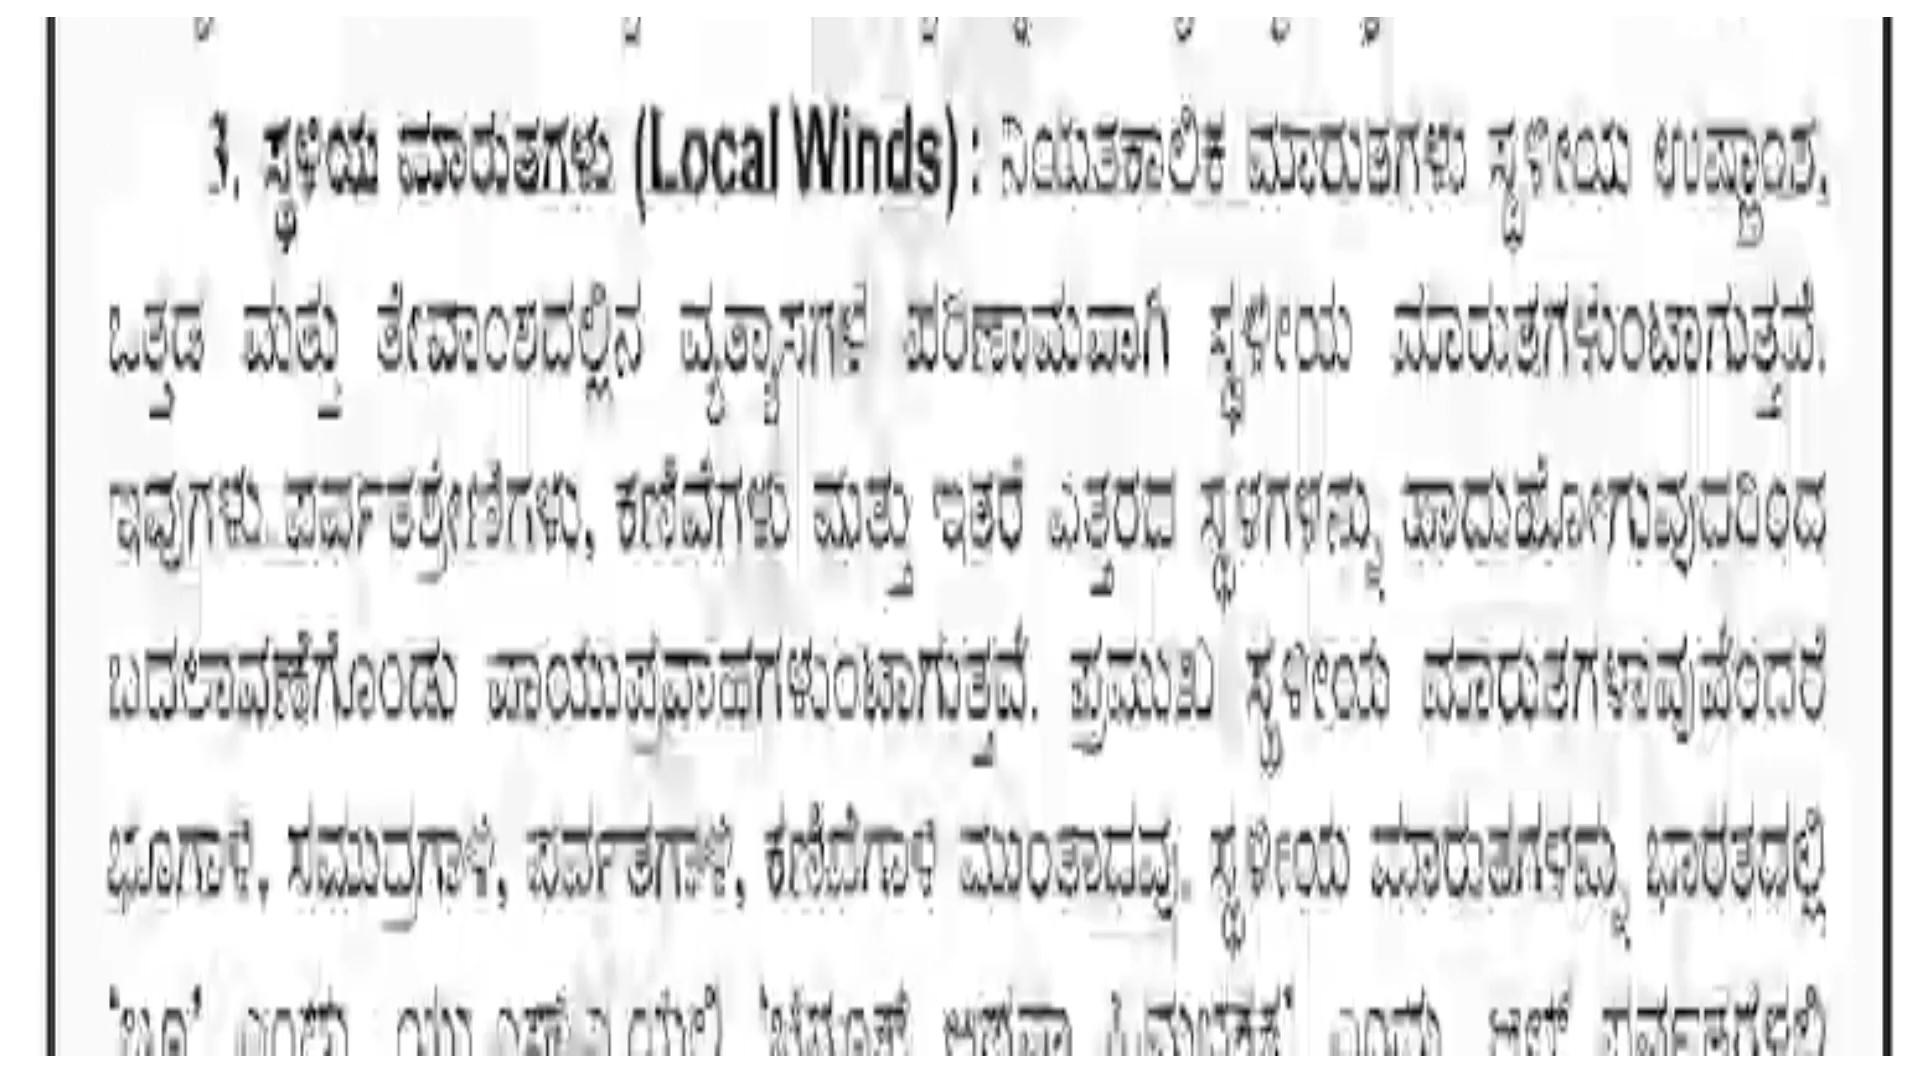 3. ಸ್ಥಳಿಯ ಮಾರುತಗಳು (Local Winds) : ನಿಯತಕಾಲಿಕ ಮಾರುತಗಳು ಸ್ಥಳೀಯ ಉಷ್ಣಾಂಶ,
ಒತ್ತಡ ಮತ್ತು ತೇವಾಂಶದಲ್ಲಿನ ವ್ಯತ್ಯಾಸಗಳ ಪರಿಣಾಮವಾಗಿ ಸ್ಥಳೀಯ ಮಾರುತಗಳುಂಟಾಗುತ್ತವೆ.
ಇವುಗಳು ಪರ್ವತಶ್ರೇಣಿಗಳು, ಕಣಿವೆಗಳು ಮತ್ತು ಇತರೆ ಎತ್ತರದ ಸ್ಥಳಗಳನ್ನು ಹಾದುಹೋಗುವುದರಿಂದ
ಬದಲಾವಣೆಗೊಂಡು ವಾಯುಪ್ರವಾಹಗಳುಂಟಾಗುತ್ತವೆ. ಪ್ರಮುಖ ಸ್ಥಳೀಯ ಮಾರುತಗಳಾವುವೆಂದರೆ
ಭೂಗಾಳಿ, ಸಮುದ್ರಗಾಳಿ, ಪರ್ವತಗಾಳಿ, ಕಣಿವೆಗಾಳಿ ಮುಂತಾದವು. ಸ್ಥಳೀಯ ಮಾರುತಗಳನ್ನು ಭಾರತದಲ್ಲಿ